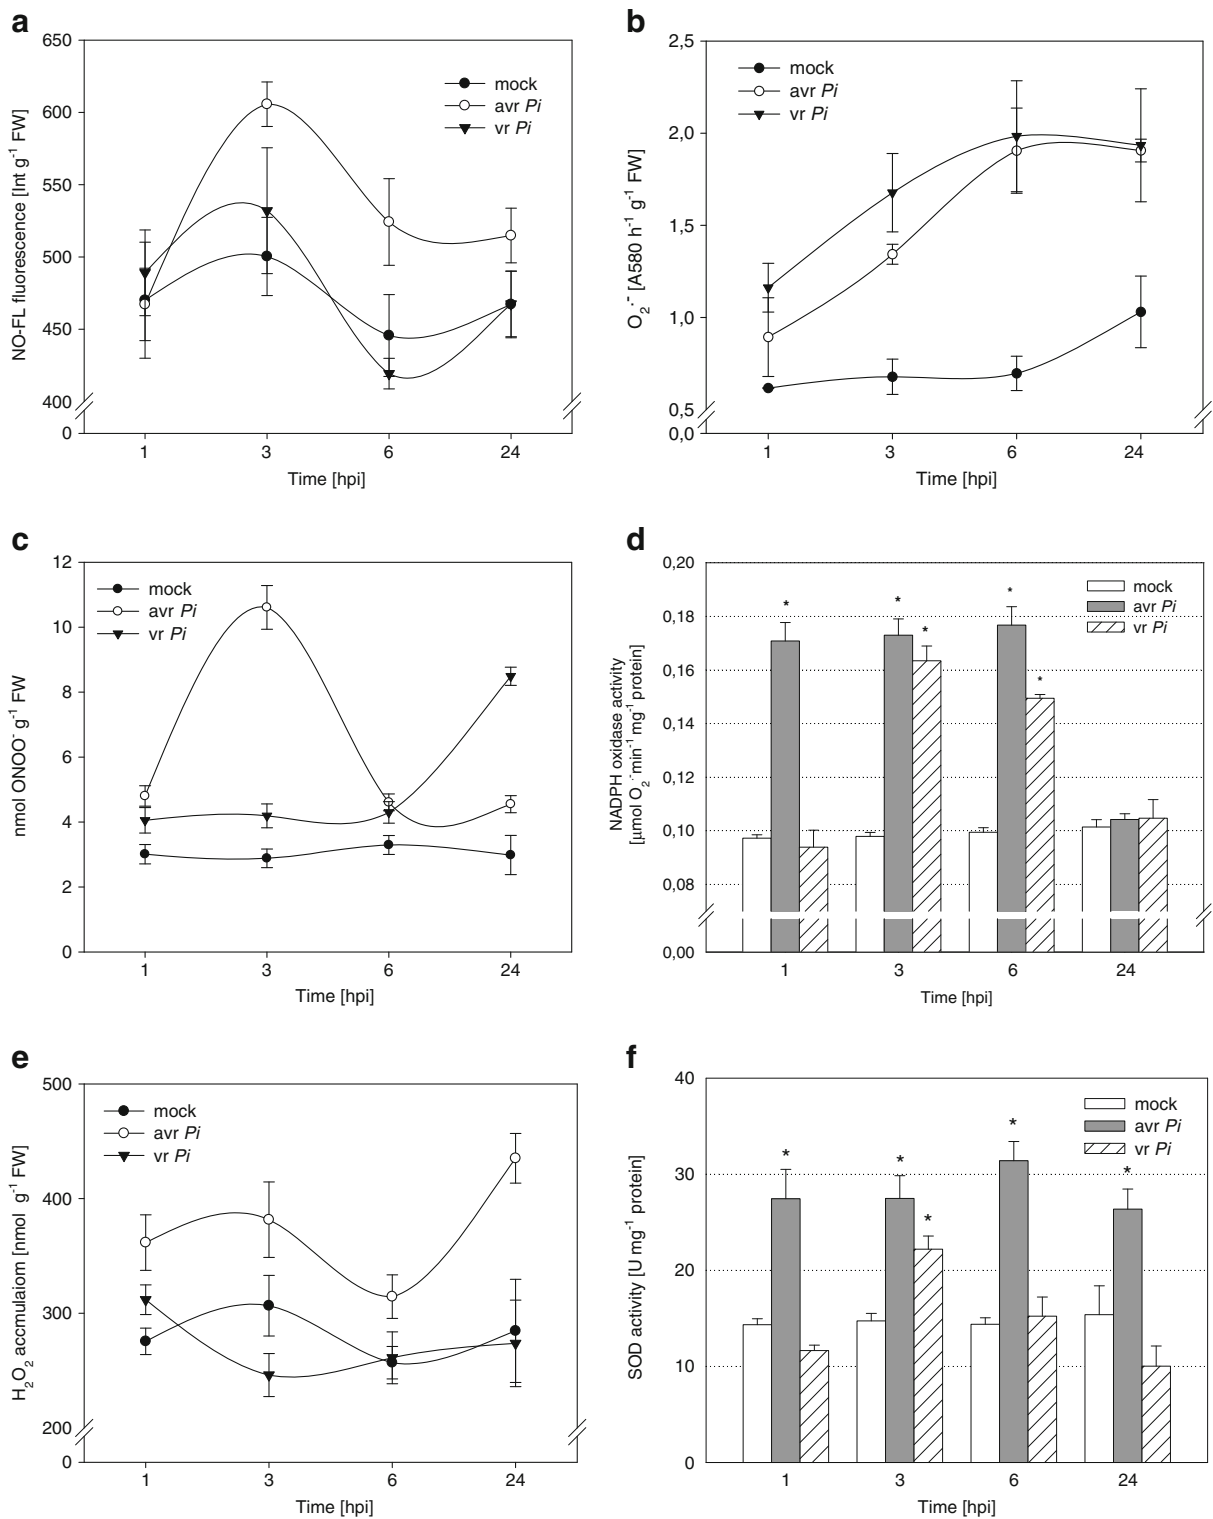 a
650
600
550
500
450
400
0
NO-FL fluorescence [Int g⁻¹ FW]
mock
avr Pi
vr Pi
1 3 6 24
Time [hpi]
b
2,5
2,0
1,5
1,0
0,5
0,0
O₂·⁻ [A580 h⁻¹ g⁻¹ FW]
mock
avr Pi
vr Pi
1 3 6 24
Time [hpi]
c
12
10
8
6
4
2
0
nmol ONOO⁻ g⁻¹ FW
mock
avr Pi
vr Pi
1 3 6 24
Time [hpi]
d
0,20
0,18
0,16
0,14
0,12
0,10
0,08
0,00
NADPH oxidase activity
[µmol O₂·⁻min⁻¹ mg⁻¹ protein]
mock
avr Pi
vr Pi
* * * * *
1 3 6 24
Time [hpi]
e
500
400
300
200
0
H₂O₂ accmulaiom [nmol g⁻¹ FW]
mock
avr Pi
vr Pi
1 3 6 24
Time [hpi]
f
40
30
20
10
0
SOD activity [U mg⁻¹ protein]
mock
avr Pi
vr Pi
* * * * *
1 3 6 24
Time [hpi]